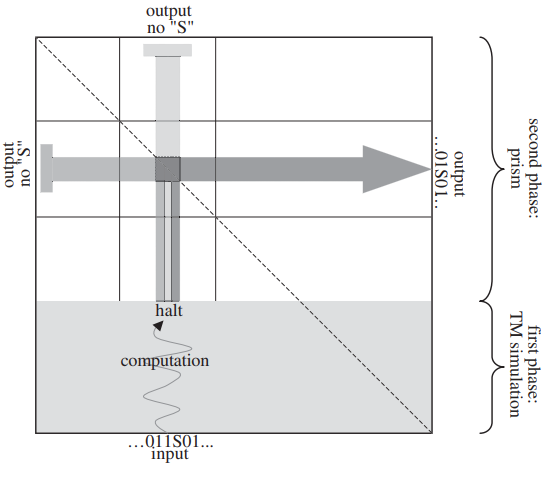 output
no "S"
output
no "S"
output
...01S01...
second phase:
prism
halt
computation
first phase:
TM simulation
...011S01...
input